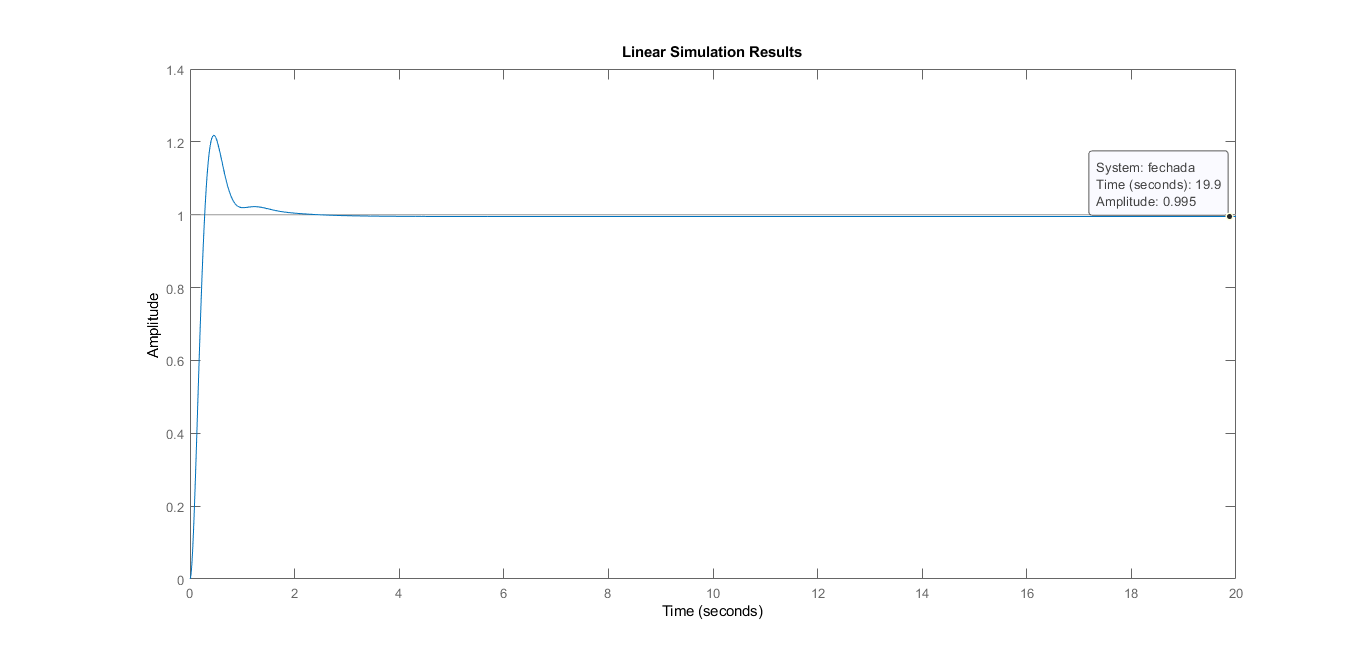 Linear Simulation Results
1.4
1.2
1
0.8
0.6
0.4
0.2
0
Amplitude
System: fechada
Time (seconds): 19.9
Amplitude: 0.995
0 2 4 6 8 10 12 14 16 18 20
Time (seconds)